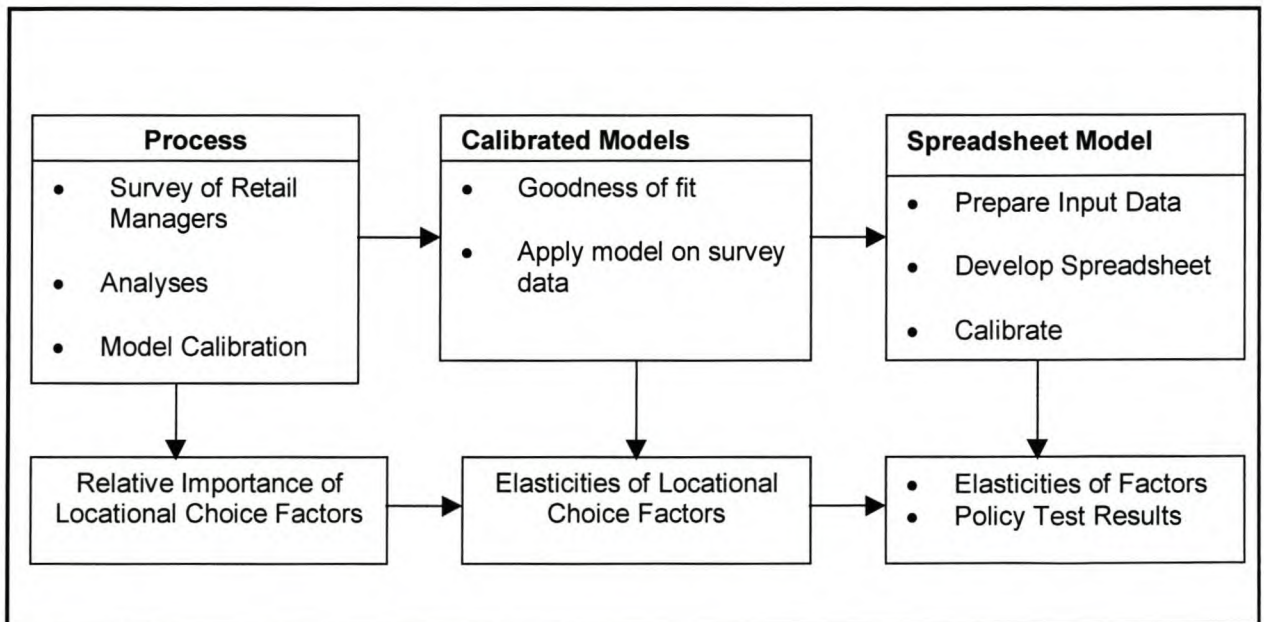 Process
• Survey of Retail
Managers
• Analyses
• Model Calibration
Calibrated Models
• Goodness of fit
• Apply model on survey
data
Spreadsheet Model
• Prepare Input Data
• Develop Spreadsheet
• Calibrate
Relative Importance of
Locational Choice Factors
Elasticities of Locational
Choice Factors
• Elasticities of Factors
• Policy Test Results